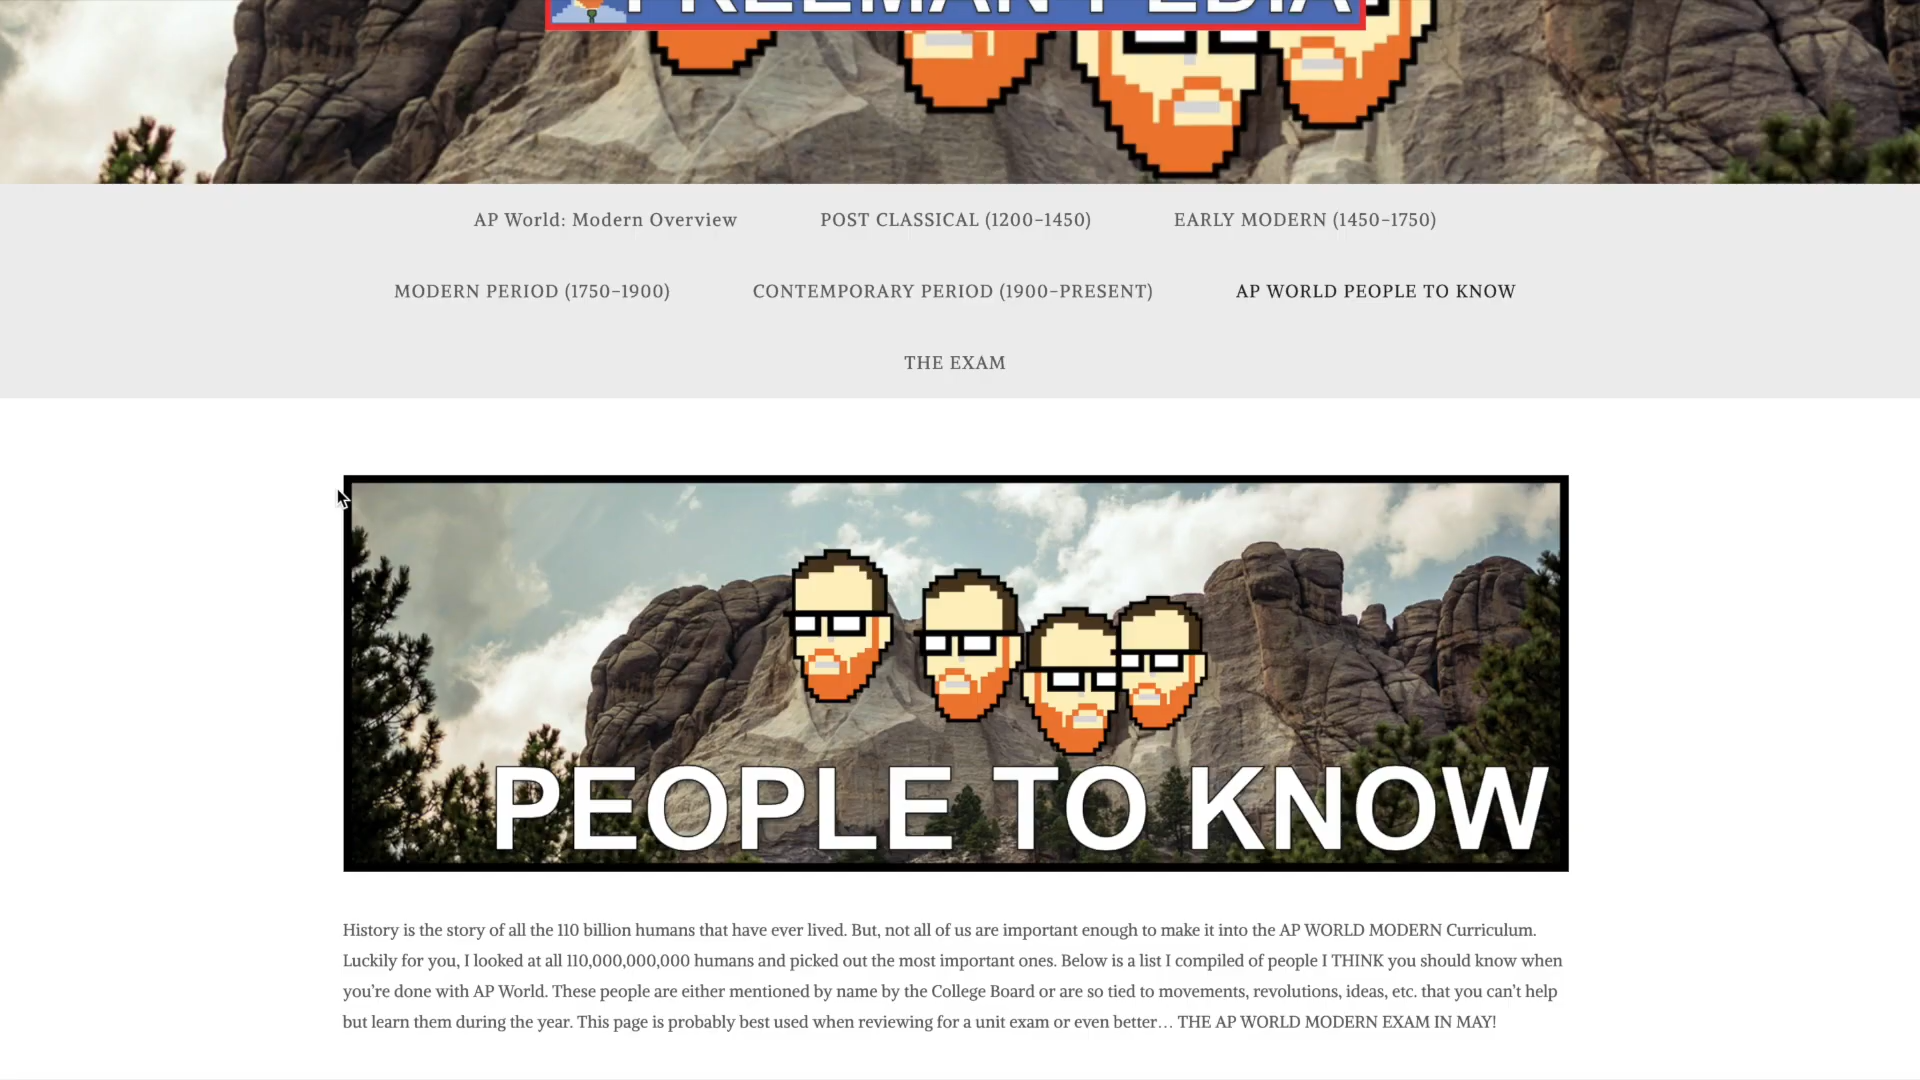 FREEMAN-PEDIA
AP World: Modern Overview
POST CLASSICAL (1200-1450)
EARLY MODERN (1450-1750)
MODERN PERIOD (1750-1900)
CONTEMPORARY PERIOD (1900-PRESENT)
AP WORLD PEOPLE TO KNOW
THE EXAM
PEOPLE TO KNOW
History is the story of all the 110 billion humans that have ever lived. But, not all of us are important enough to make it into the AP WORLD MODERN Curriculum.
Luckily for you, I looked at all 110,000,000,000 humans and picked out the most important ones. Below is a list I compiled of people I THINK you should know when
you're done with AP World. These people are either mentioned by name by the College Board or are so tied to movements, revolutions, ideas, etc. that you can't help
but learn them during the year. This page is probably best used when reviewing for a unit exam or even better… THE AP WORLD MODERN EXAM IN MAY!